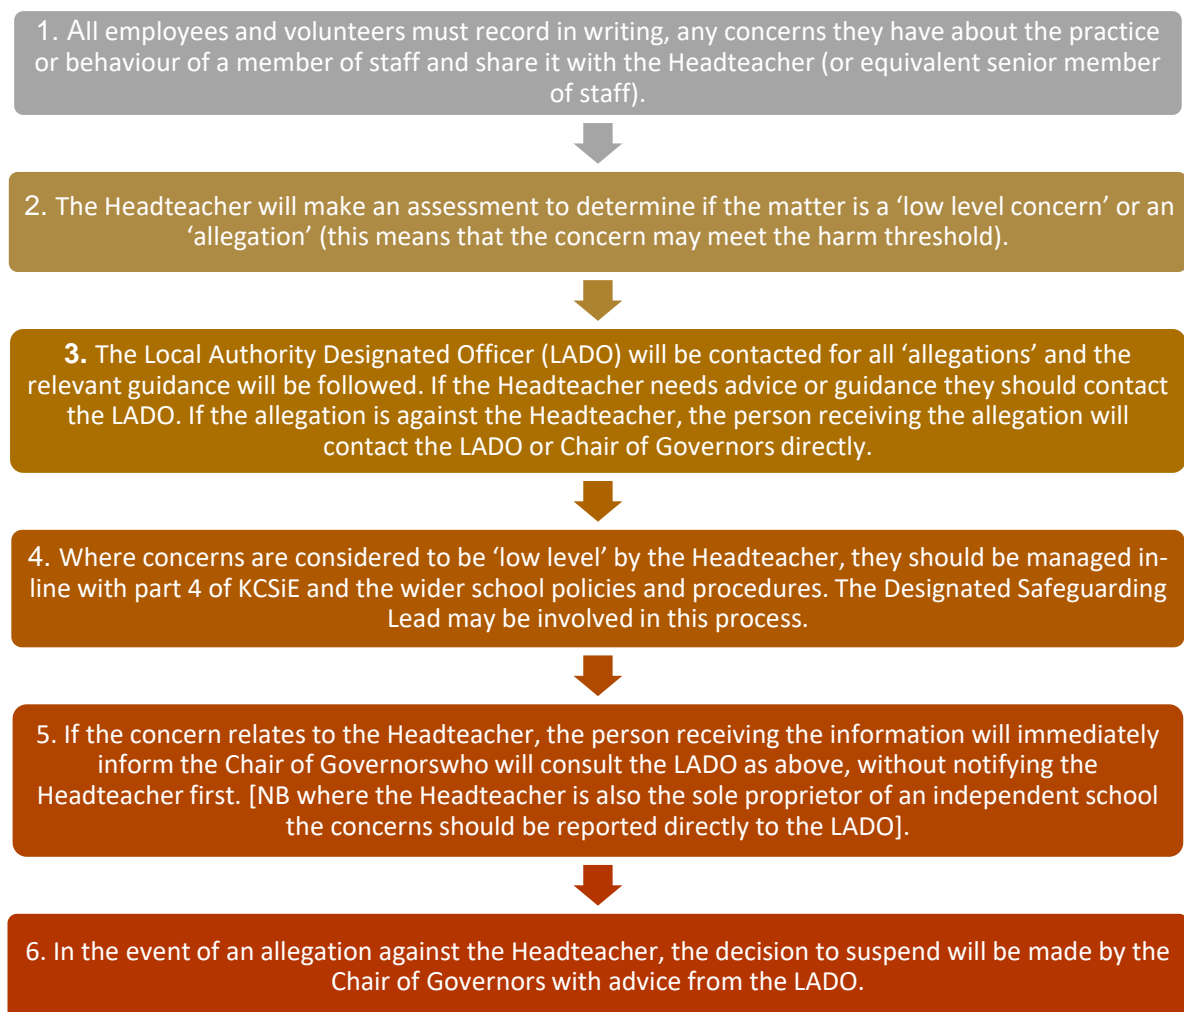 1. All employees and volunteers must record in writing, any concerns they have about the practice
or behaviour of a member of staff and share it with the Headteacher (or equivalent senior member
of staff).
2. The Headteacher will make an assessment to determine if the matter is a ‘low level concern’ or an
‘allegation’ (this means that the concern may meet the harm threshold).
3. The Local Authority Designated Officer (LADO) will be contacted for all ‘allegations’ and the
relevant guidance will be followed. If the Headteacher needs advice or guidance they should contact
the LADO. If the allegation is against the Headteacher, the person receiving the allegation will
contact the LADO or Chair of Governors directly.
4. Where concerns are considered to be ‘low level’ by the Headteacher, they should be managed in-
line with part 4 of KCSiE and the wider school policies and procedures. The Designated Safeguarding
Lead may be involved in this process.
5. If the concern relates to the Headteacher, the person receiving the information will immediately
inform the Chair of Governorswho will consult the LADO as above, without notifying the
Headteacher first. [NB where the Headteacher is also the sole proprietor of an independent school
the concerns should be reported directly to the LADO].
6. In the event of an allegation against the Headteacher, the decision to suspend will be made by the
Chair of Governors with advice from the LADO.